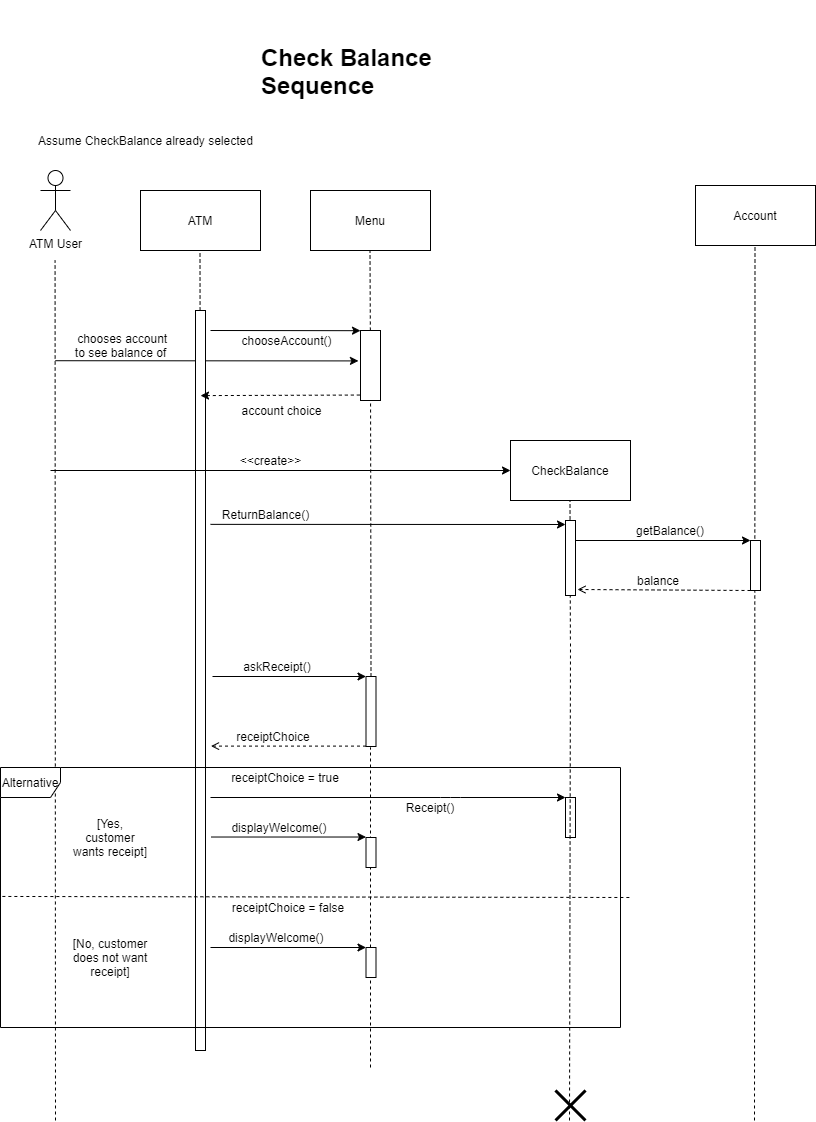 Check Balance
Sequence
Assume CheckBalance already selected
ATM User
ATM
Menu
Account
chooses account
to see balance of
chooseAccount()
account choice
<<create>>
CheckBalance
ReturnBalance()
getBalance()
balance
askReceipt()
receiptChoice
Alternative
receiptChoice = true
Receipt()
[Yes,
customer
wants receipt]
displayWelcome()
receiptChoice = false
displayWelcome()
[No, customer
does not want
receipt]